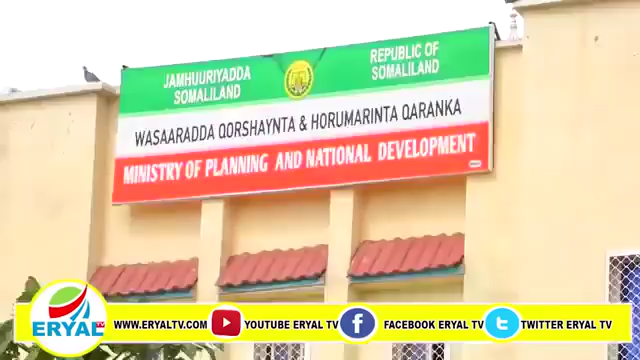 JAMHUURIYADDA
SOMALILAND
REPUBLIC OF
SOMALILAND
WASAARADDA QORSHAYNTA & HORUMARINTA QARANKA
MINISTRY OF PLANNING AND NATIONAL DEVELOPMENT
ERYAL TV
WWW.ERYALTV.COM
YOUTUBE ERYAL TV
FACEBOOK ERYAL TV
TWITTER ERYAL TV